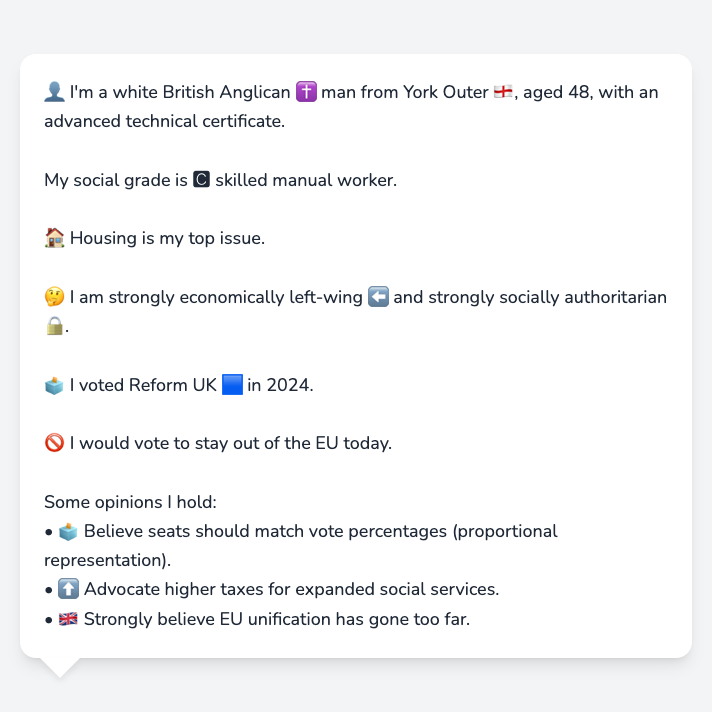 👤 I'm a white British Anglican ✝️ man from York Outer 🏴󠁧󠁢󠁥󠁮󠁧󠁿, aged 48, with an
advanced technical certificate.
My social grade is 🅲 skilled manual worker.
🏠 Housing is my top issue.
🤔 I am strongly economically left-wing ⬅️ and strongly socially authoritarian
🔒.
🗳️ I voted Reform UK 🟦 in 2024.
🚫 I would vote to stay out of the EU today.
Some opinions I hold:
• 🗳️ Believe seats should match vote percentages (proportional
representation).
• ⬆️ Advocate higher taxes for expanded social services.
• 🇬🇧 Strongly believe EU unification has gone too far.